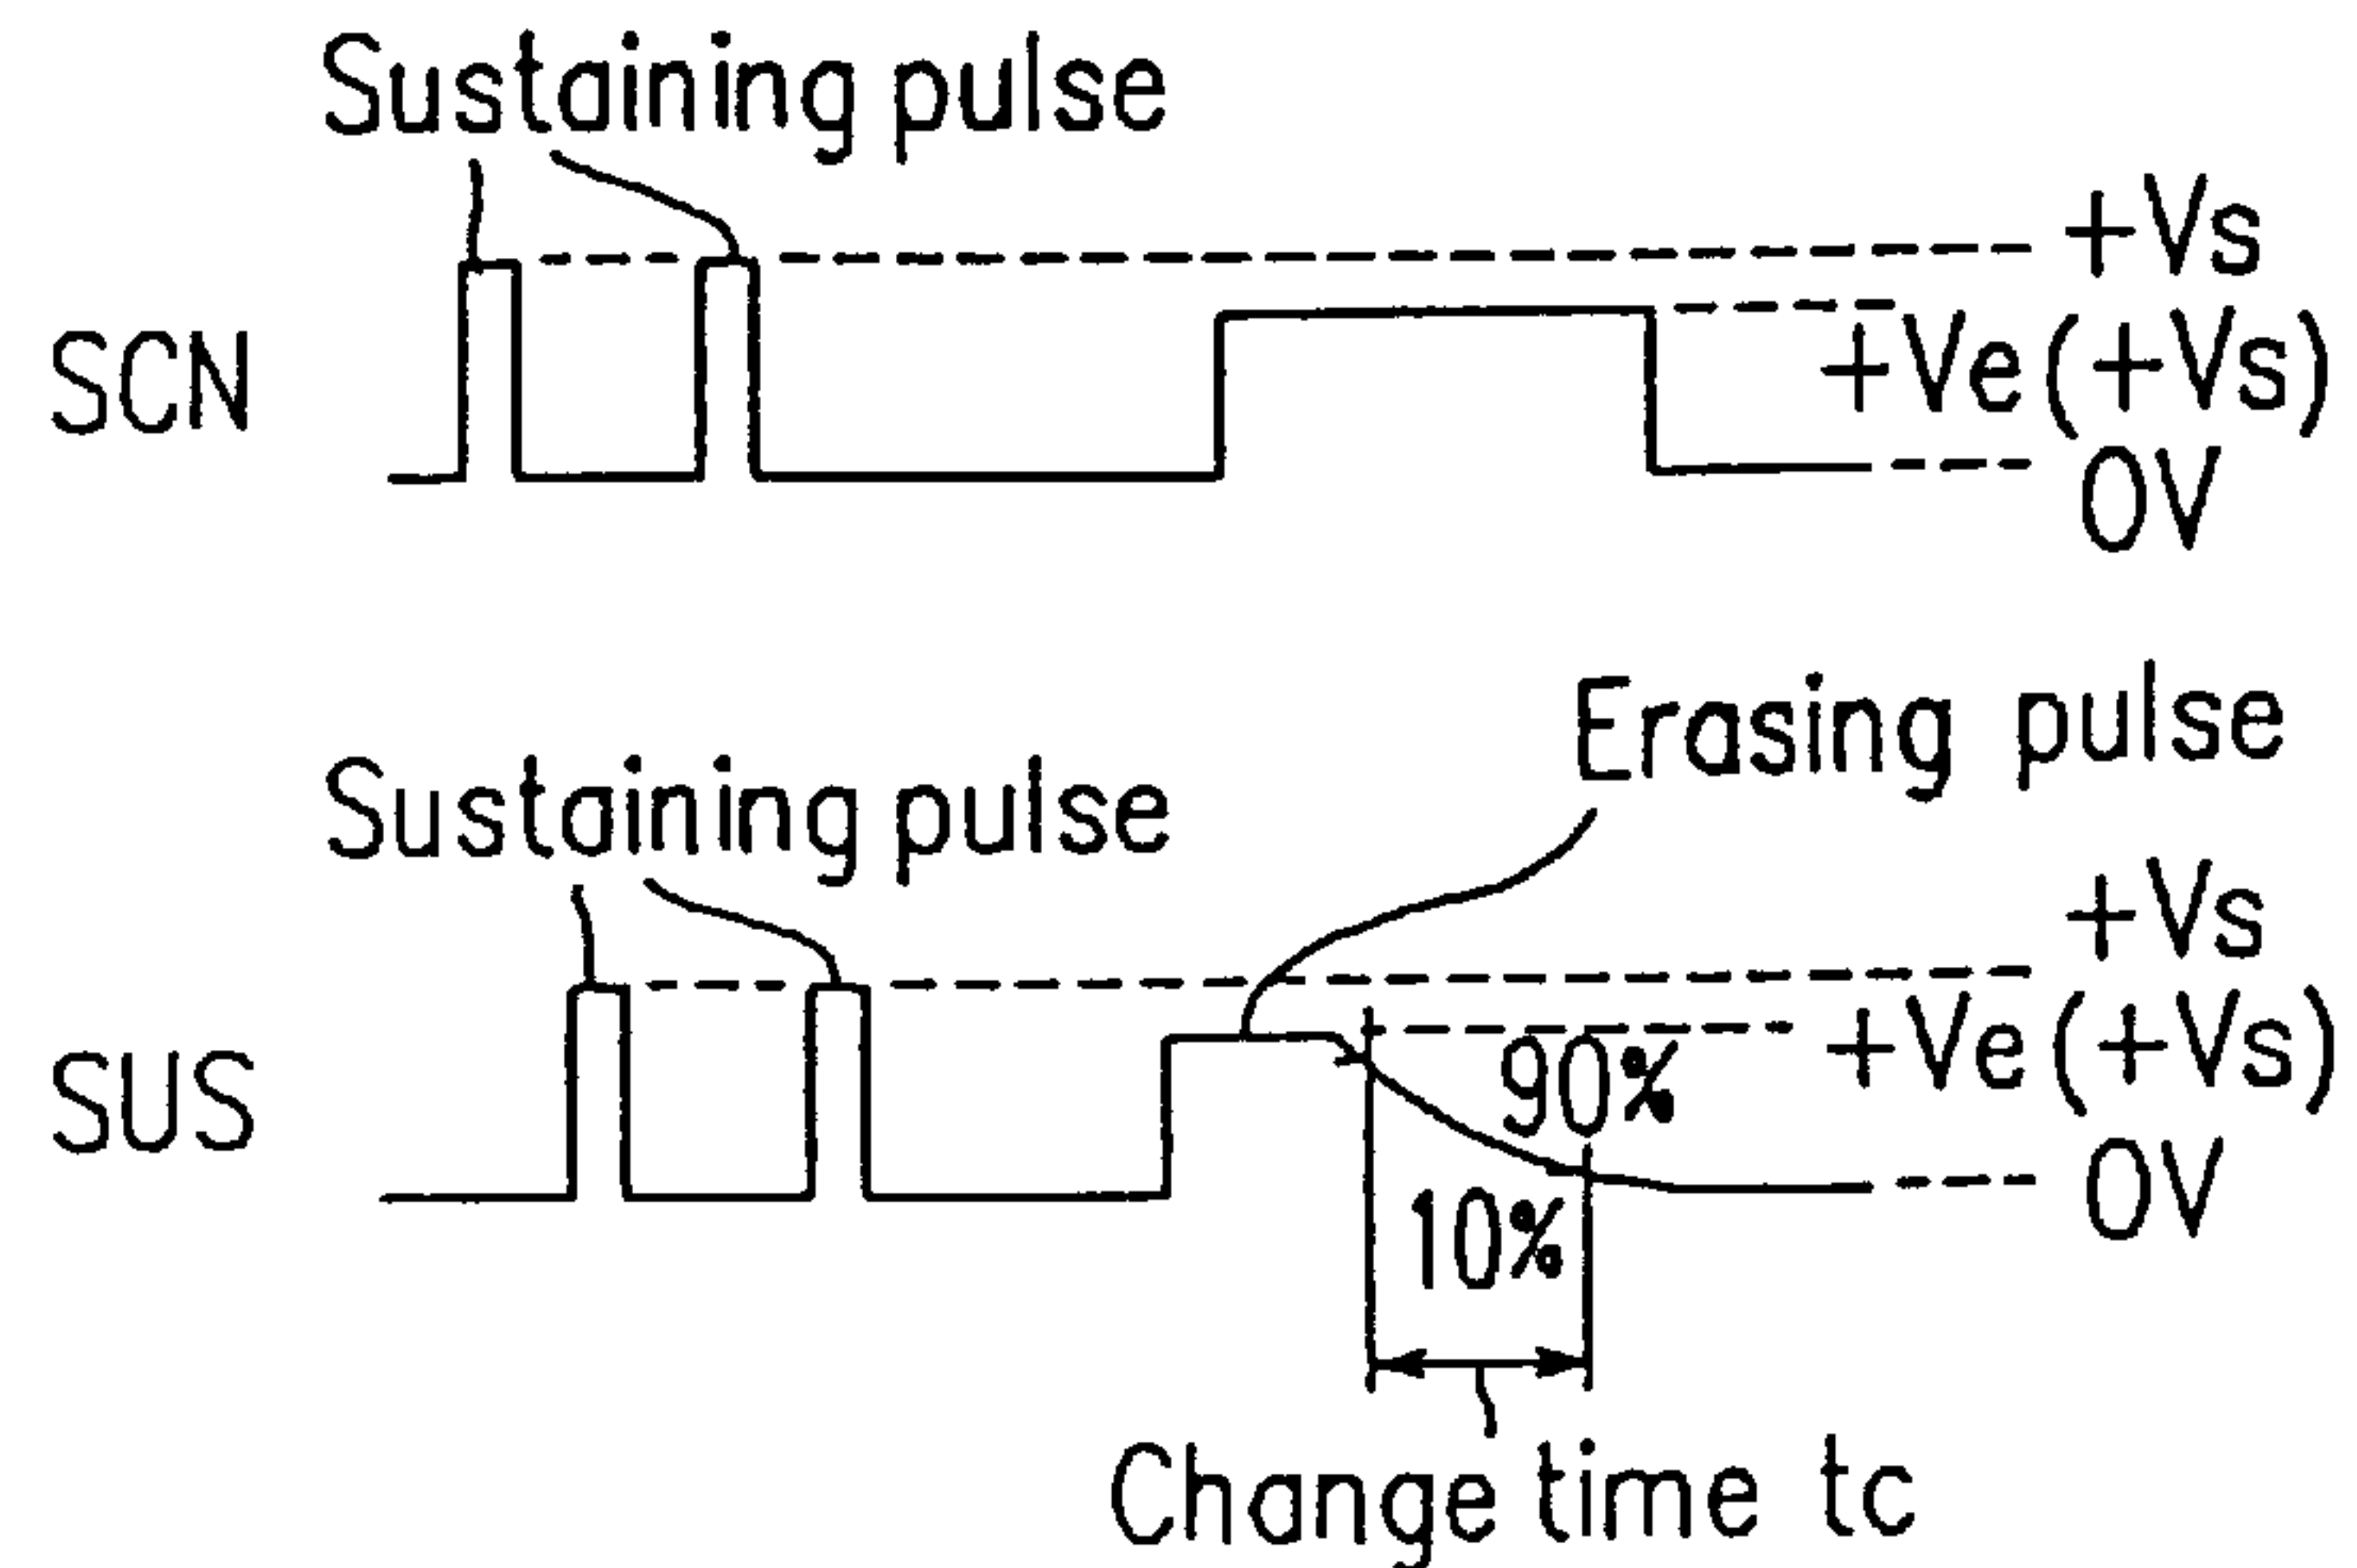 Sustaining pulse
+Vs
SCN
+Ve(+Vs)
0V
Erasing pulse
Sustaining pulse
+Vs
SUS
+Ve(+Vs)
90%
0V
10%
Change time tc